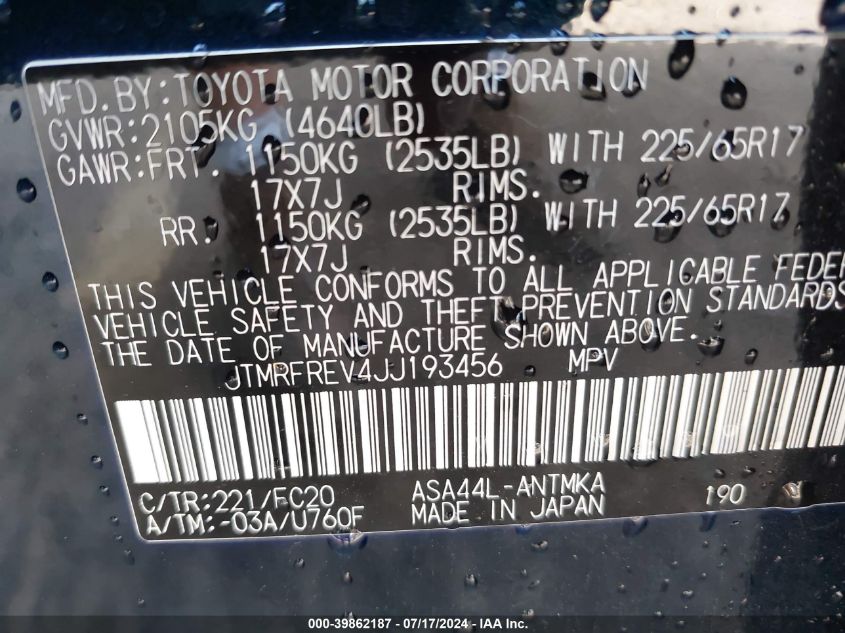 MFD.BY:TOYOTA MOTOR CORPORATION
GVWR:2105KG (4640LB)
GAWR:FRT. 1150KG (2535LB) WITH 225/65R17
17X7J RIMS.
RR. 1150KG (2535LB) WITH 225/65R17
17X7J RIMS.
THIS VEHICLE CONFORMS TO ALL APPLICABLE FEDER
VEHICLE SAFETY AND THEFT PREVENTION STANDARDS
THE DATE OF MANUFACTURE SHOWN ABOVE.
JTMRFREV4JJ193456 MPV
C/TR:221/FC20 ASA44L-ANTMKA 190
A/TM:-03A/U760F MADE IN JAPAN
000-39862187 - 07/17/2024 - IAA Inc.